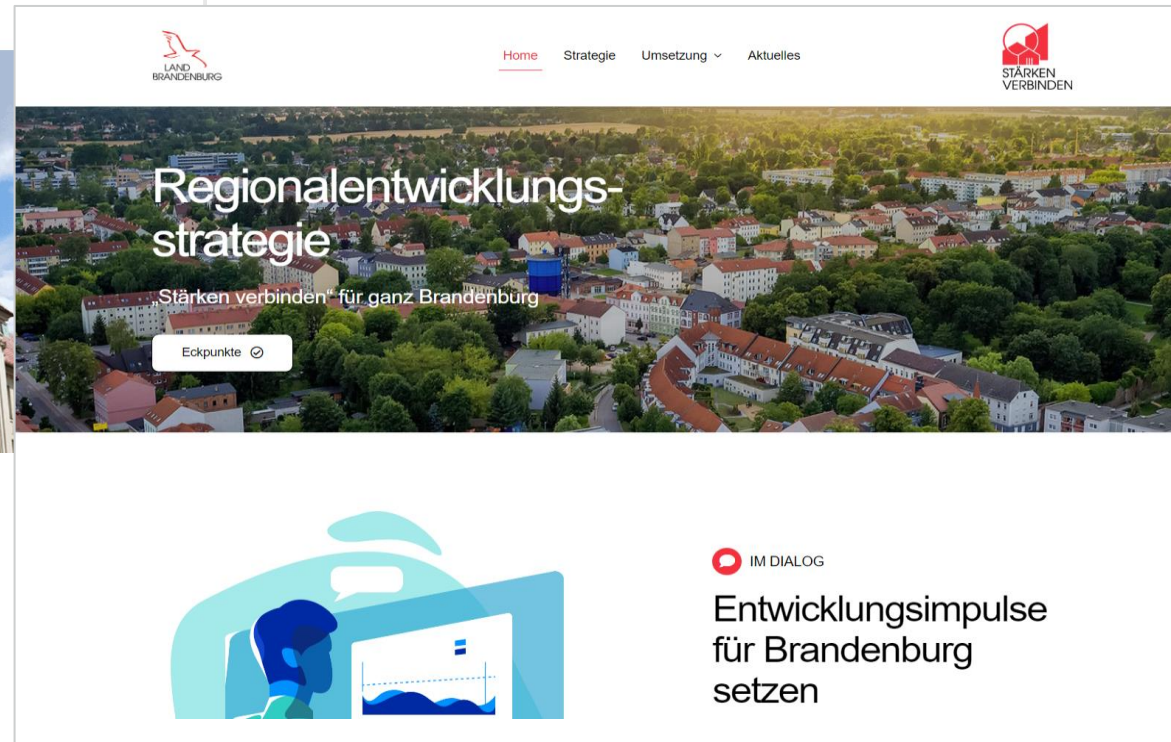 LAND
BRANDENBURG
Home Strategie Umsetzung Aktuelles
STÄRKEN
VERBINDEN
Regionalentwicklungs-
strategie
„Stärken verbinden“ für ganz Brandenburg
Eckpunkte
IM DIALOG
Entwicklungsimpulse
für Brandenburg
setzen